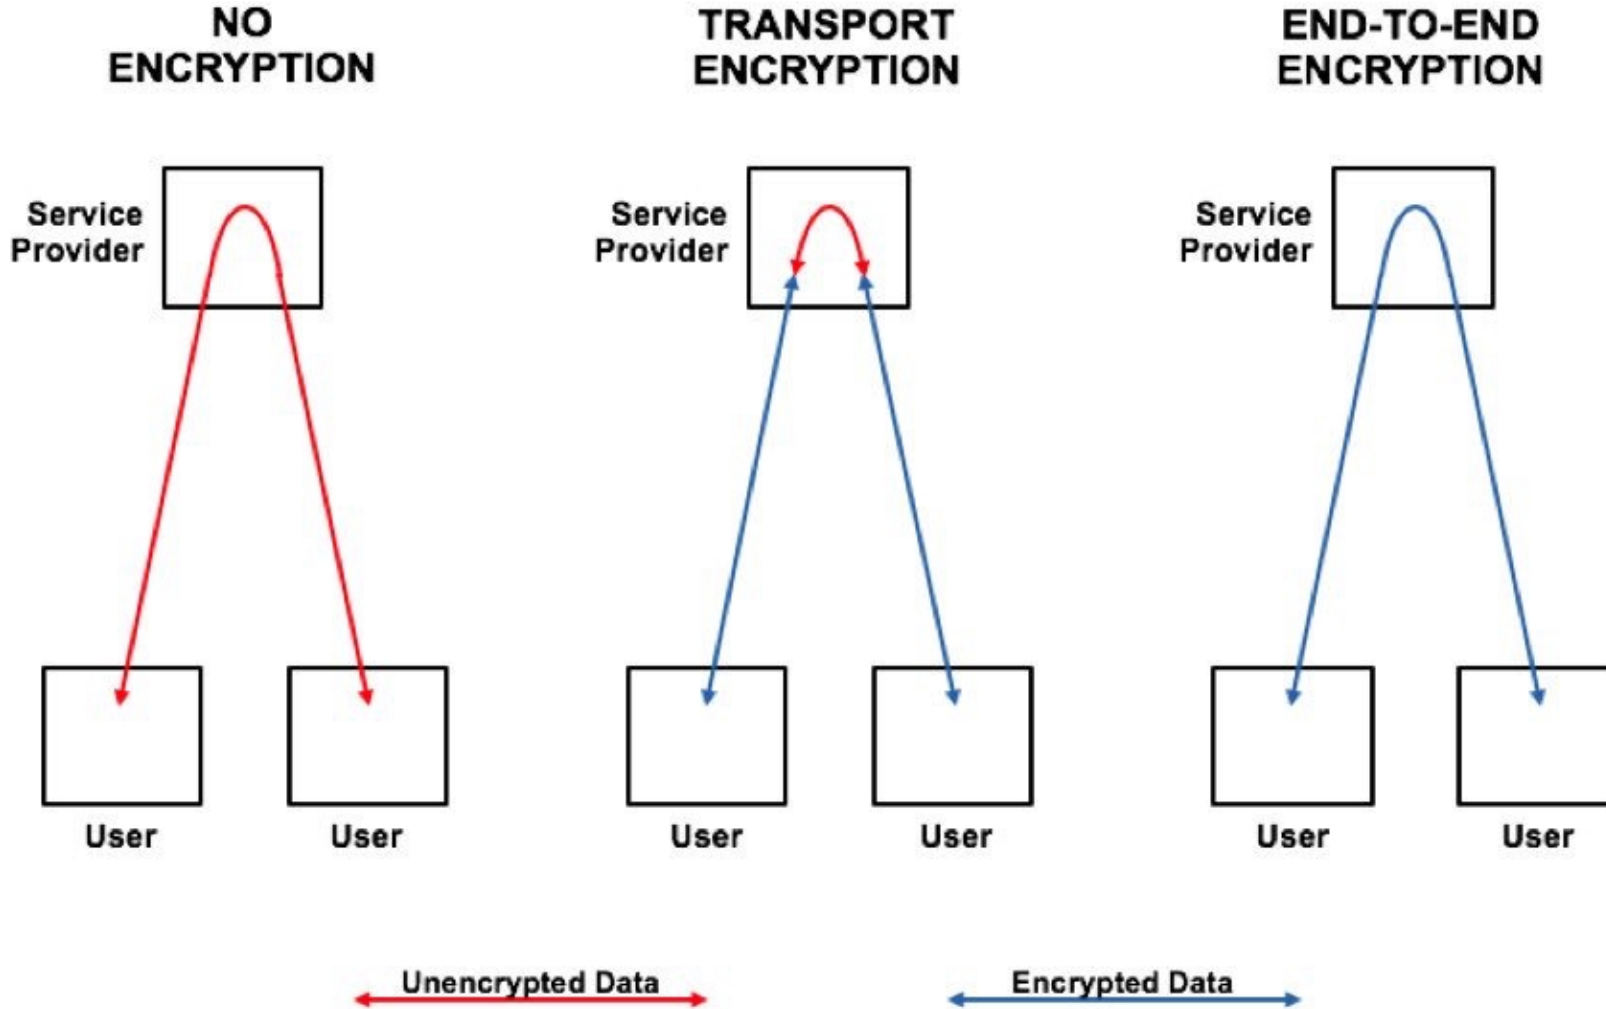 NO
ENCRYPTION
TRANSPORT
ENCRYPTION
END-TO-END
ENCRYPTION
Service
Provider
Service
Provider
Service
Provider
User
User
User
User
User
User
Unencrypted Data
Encrypted Data